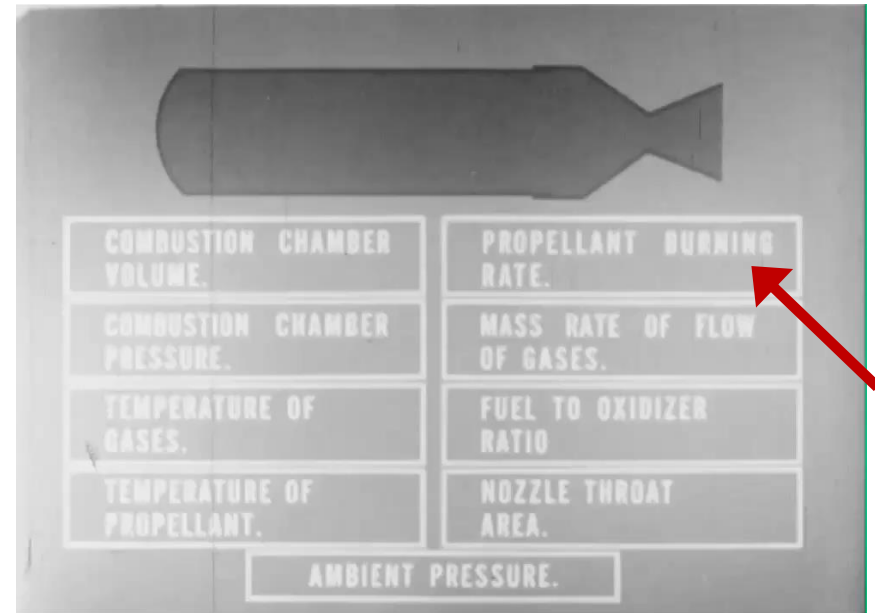 COMBUSTION CHAMBER
VOLUME.
PROPELLANT BURNING
RATE.
COMBUSTION CHAMBER
PRESSURE.
MASS RATE OF FLOW
OF GASES.
TEMPERATURE OF
GASES.
FUEL TO OXIDIZER
RATIO
TEMPERATURE OF
PROPELLANT.
NOZZLE THROAT
AREA.
AMBIENT PRESSURE.